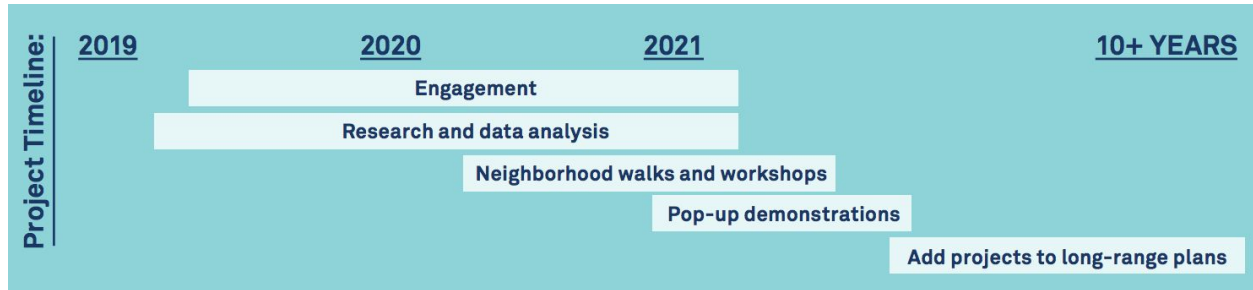 Project Timeline:
2019 2020 2021 10+ YEARS
Engagement
Research and data analysis
Neighborhood walks and workshops
Pop-up demonstrations
Add projects to long-range plans